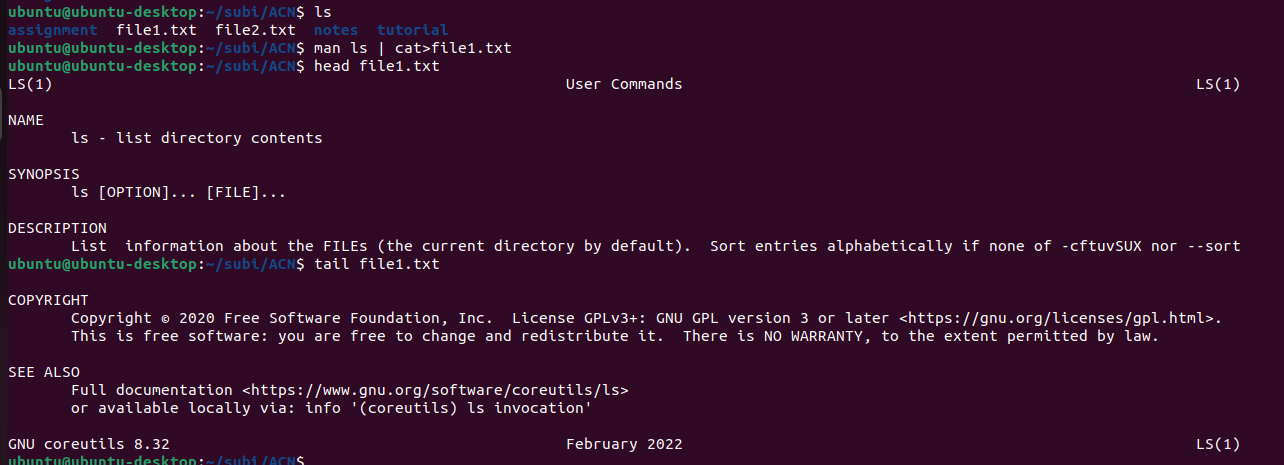 ubuntu@ubuntu-desktop:~/subi/ACN$ ls
assignment  file1.txt  file2.txt  notes  tutorial
ubuntu@ubuntu-desktop:~/subi/ACN$ man ls | cat>file1.txt
ubuntu@ubuntu-desktop:~/subi/ACN$ head file1.txt
LS(1)                                                         User Commands                                                         LS(1)

NAME
       ls - list directory contents

SYNOPSIS
       ls [OPTION]... [FILE]...

DESCRIPTION
       List  information about the FILEs (the current directory by default).  Sort entries alphabetically if none of -cftuvSUX nor --sort
ubuntu@ubuntu-desktop:~/subi/ACN$ tail file1.txt

COPYRIGHT
       Copyright © 2020 Free Software Foundation, Inc.  License GPLv3+: GNU GPL version 3 or later <https://gnu.org/licenses/gpl.html>.
       This is free software: you are free to change and redistribute it.  There is NO WARRANTY, to the extent permitted by law.

SEE ALSO
       Full documentation <https://www.gnu.org/software/coreutils/ls>
       or available locally via: info '(coreutils) ls invocation'

GNU coreutils 8.32                                            February 2022                                                         LS(1)
ubuntu@ubuntu-desktop:~/subi/ACN$